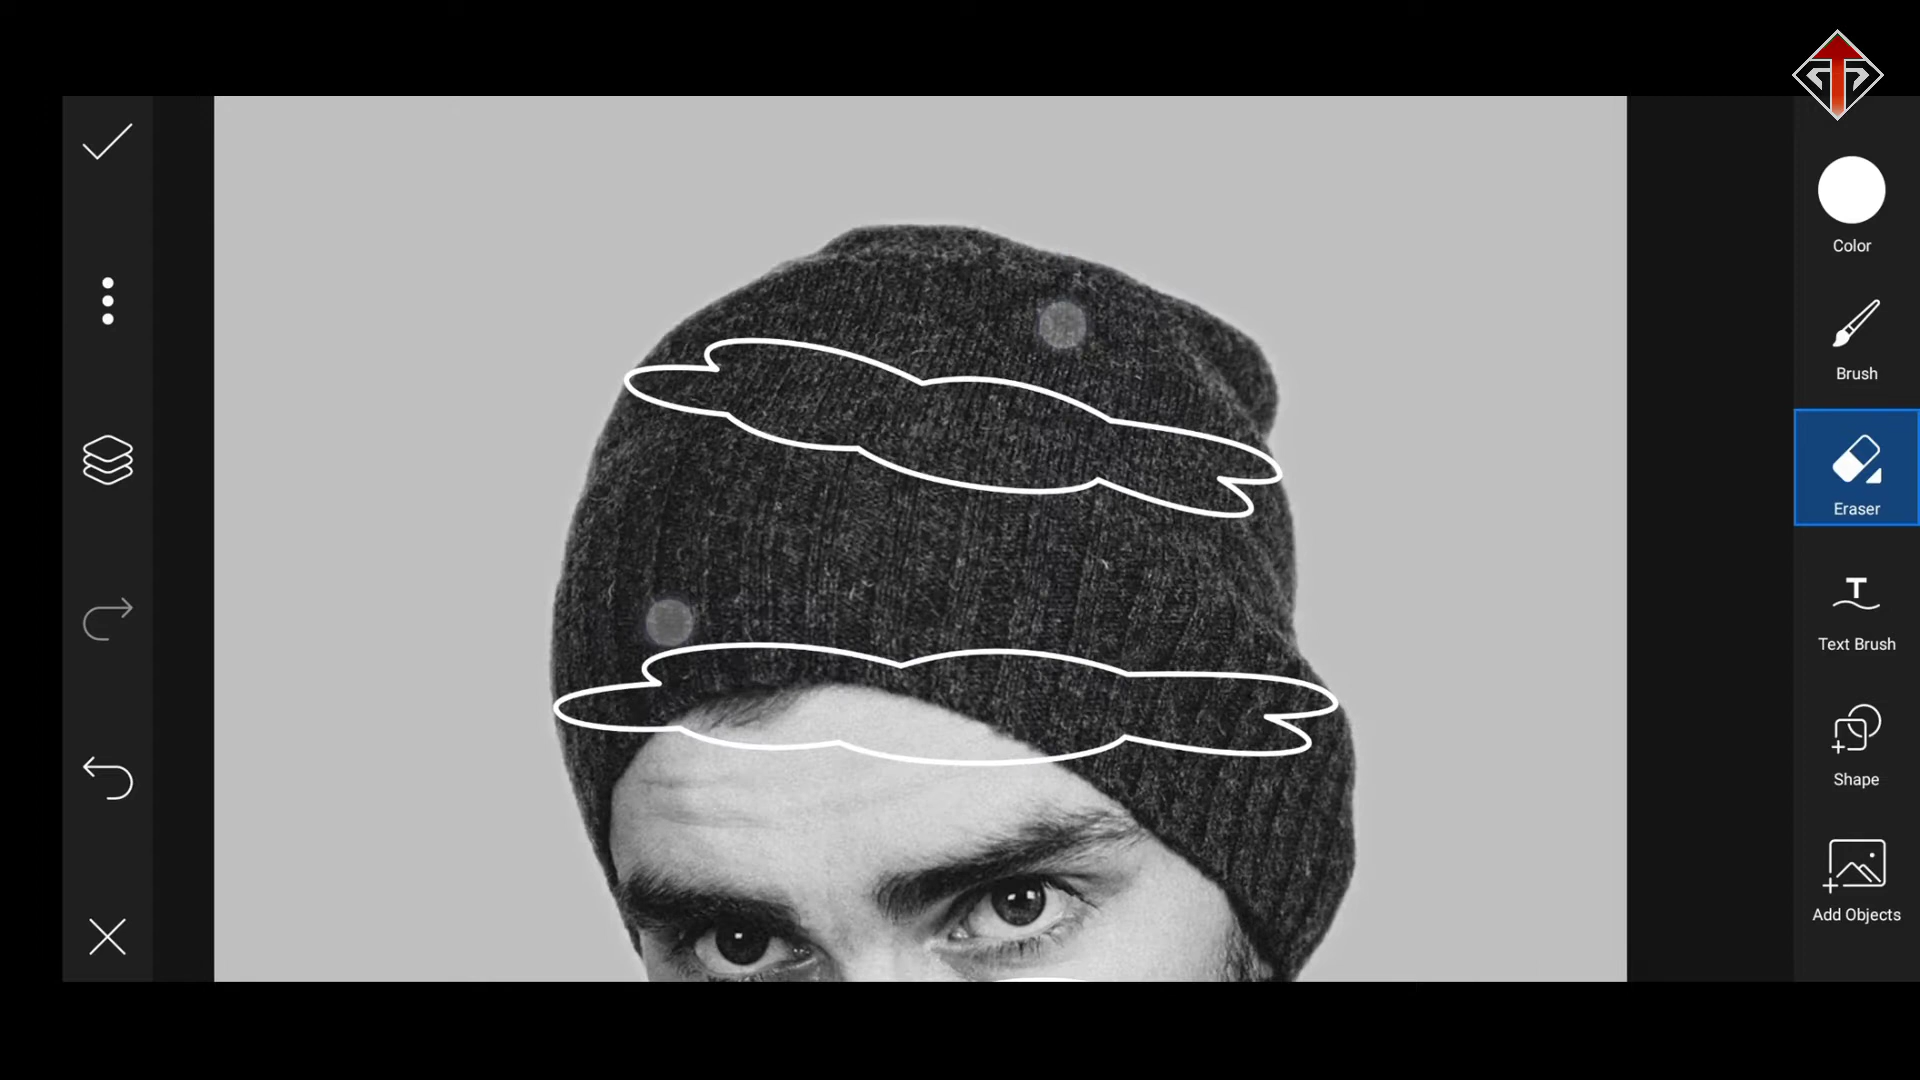 Color
Brush
Eraser
T
Text Brush
Shape
Add Objects